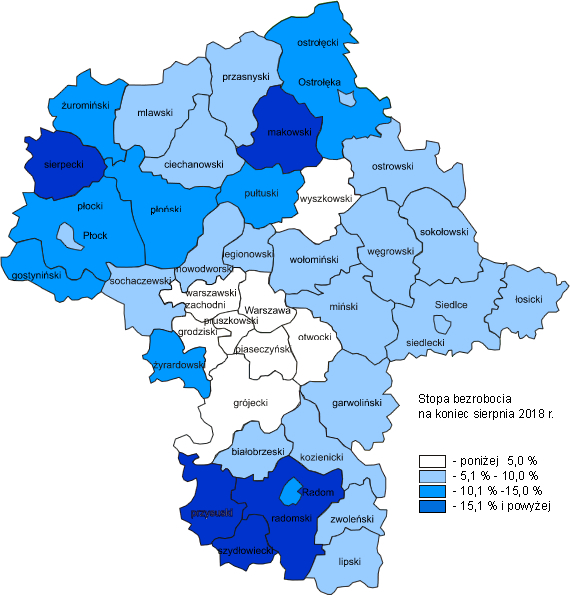 ostrołęcki
Ostrołęka
przasnyski
żuromiński
mławski
makowski
ciechanowski
sierpecki
ostrowski
pułtuski
wyszkowski
płocki
płoński
Płock
sokołowski
węgrowski
legionowski
wołomiński
nowodworski
gostyniński
sochaczewski
warszawski
zachodni
Warszawa
miński
Siedlce
łosicki
pruszkowski
grodziski
otwocki
siedlecki
piaseczyński
żyrardowski
grójecki
garwoliński
Stopa bezrobocia
na koniec sierpnia 2018 r.
białobrzeski
kozienicki
- poniżej 5,0 %
- 5,1 % - 10,0 %
- 10,1 % -15,0 %
- 15,1 % i powyżej
Radom
przysuski
radomski
zwoleński
szydłowiecki
lipski